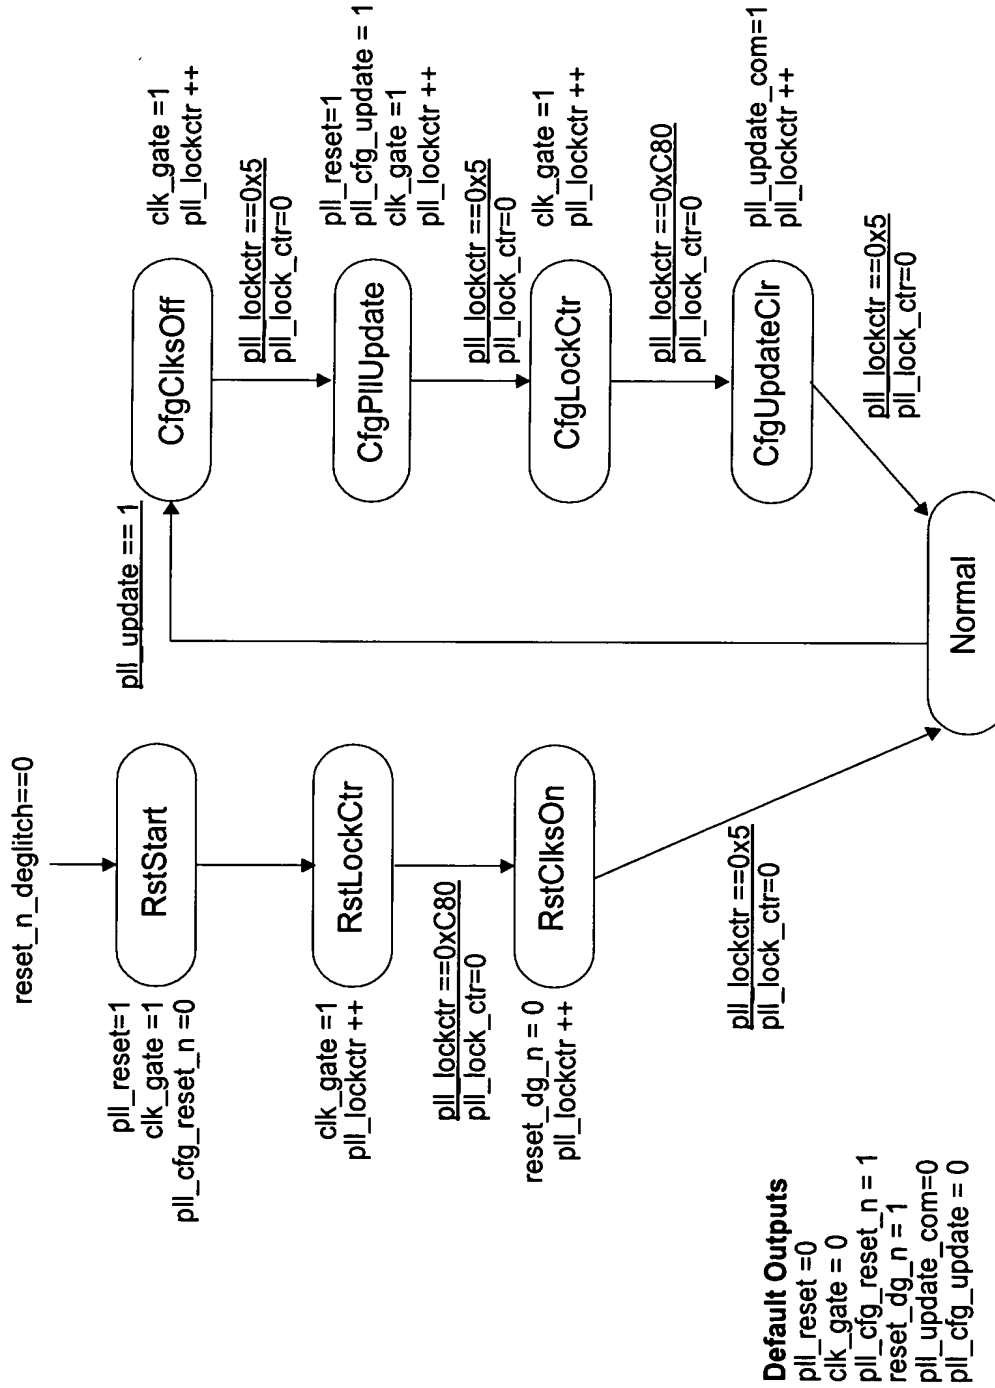 reset_n_deglitch==0
RstStart
pll_reset=1
clk_gate =1
pll_cfg_reset_n =0
RstLockCtr
clk_gate =1
pll_lockctr ++
pll_lockctr ==0xC80
pll_lock_ctr=0
RstClksOn
reset_dg_n = 0
pll_lockctr ++
pll_lockctr ==0x5
pll_lock_ctr=0
Normal
pll_update == 1
CfgClksOff
clk_gate =1
pll_lockctr ++
pll_lockctr ==0x5
pll_lock_ctr=0
CfgPllUpdate
pll_reset=1
pll_cfg_update = 1
clk_gate =1
pll_lockctr ++
pll_lockctr ==0x5
pll_lock_ctr=0
CfgLockCtr
clk_gate =1
pll_lockctr ++
pll_lockctr ==0xC80
pll_lock_ctr=0
CfgUpdateClr
pll_update_com=1
pll_lockctr ++
pll_lockctr ==0x5
pll_lock_ctr=0
Default Outputs
pll_reset =0
clk_gate = 0
pll_cfg_reset_n = 1
reset_dg_n = 1
pll_update_com=0
pll_cfg_update = 0